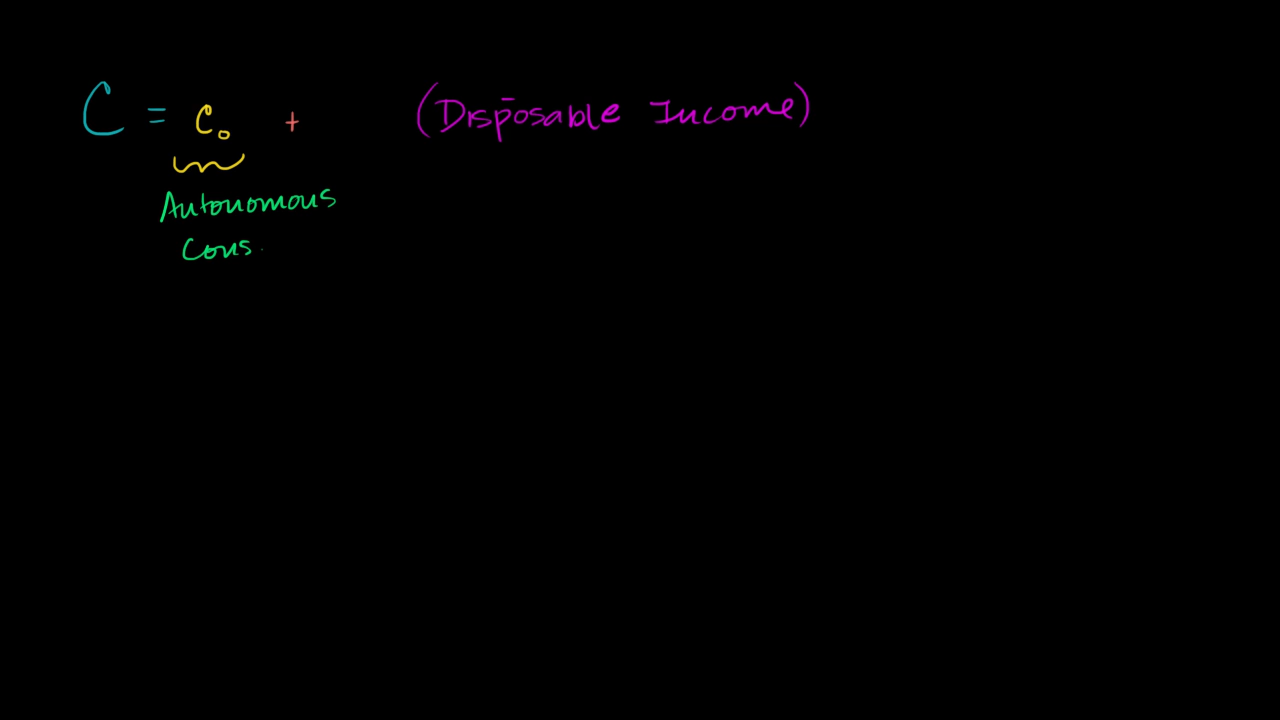 C = C₀ + (Disposable Income)
Autonomous
Cons.